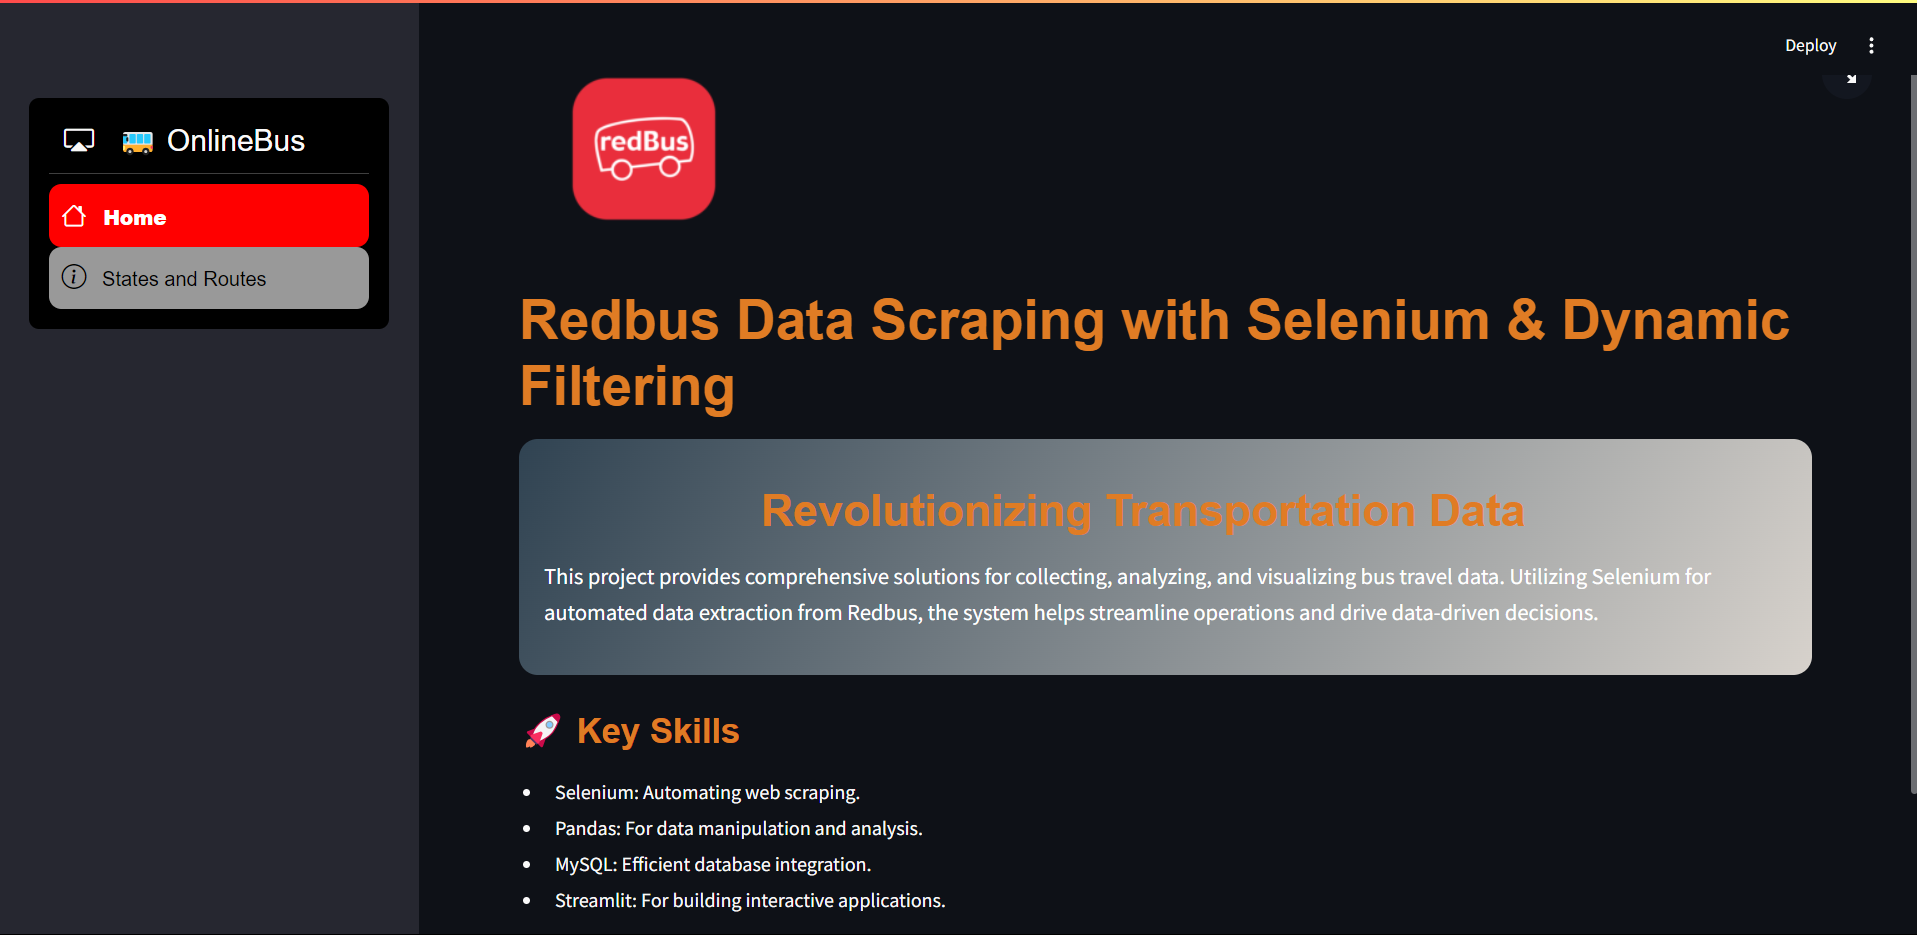 Deploy
OnlineBus
Home
States and Routes
redBus
Redbus Data Scraping with Selenium & Dynamic
Filtering
Revolutionizing Transportation Data
This project provides comprehensive solutions for collecting, analyzing, and visualizing bus travel data. Utilizing Selenium for
automated data extraction from Redbus, the system helps streamline operations and drive data-driven decisions.
Key Skills
• Selenium: Automating web scraping.
• Pandas: For data manipulation and analysis.
• MySQL: Efficient database integration.
• Streamlit: For building interactive applications.